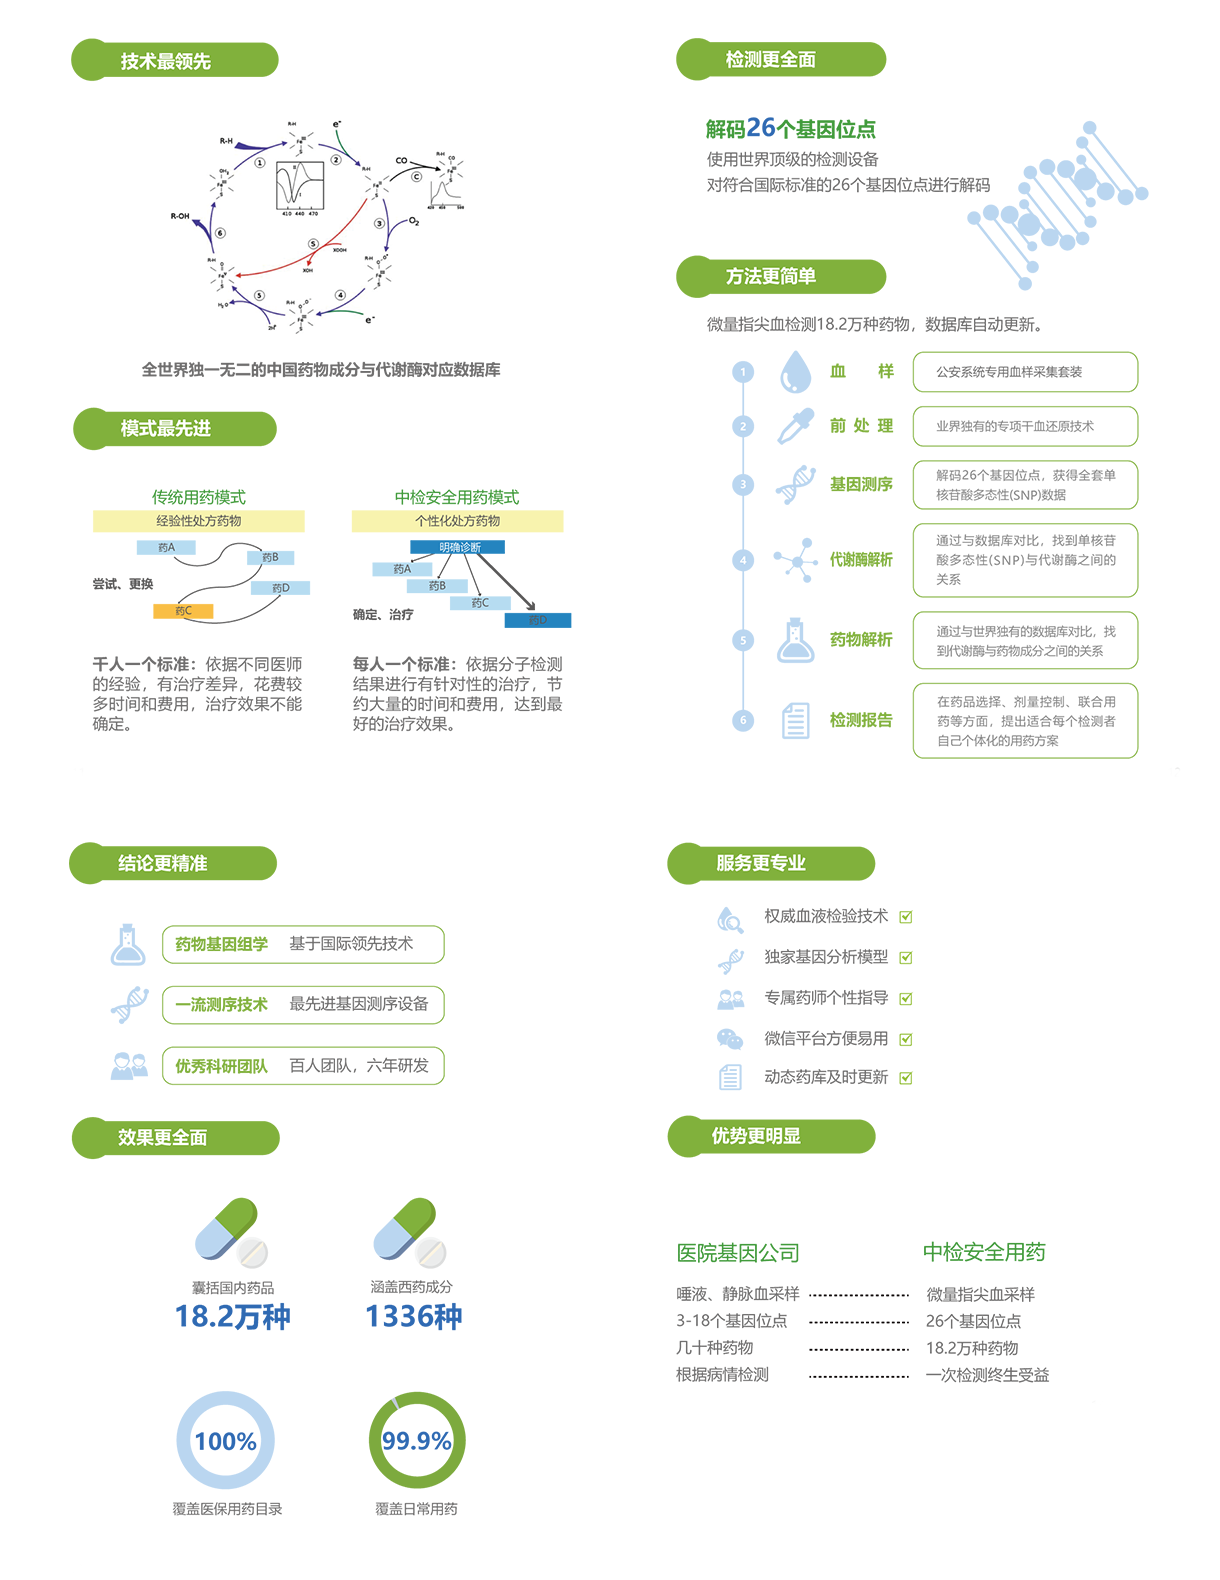 技术最领先
R-H
R-H
e-
Fe III
S
1
2
OH2
Fe III
S
R-H
Fe II
S
CO
C
R-H
CO
Fe II
S
420 450 500
II
I
410 440 470
R-OH
6
3
O2
5
XOOH
XOH
R-H
O
Fe IV
S
R-H
O
Fe III
S
H2O
5
2H+
R-H
O
O-
Fe III
S
4
e-
全世界独一无二的中国药物成分与代谢酶对应数据库
模式最先进
传统用药模式
经验性处方药物
药A
药B
尝试、更换
药D
药C
千人一个标准：依据不同医师
的经验，有治疗差异，花费较
多时间和费用，治疗效果不能
确定。
中检安全用药模式
个性化处方药物
明确诊断
药A
药B
药C
确定、治疗
药D
每人一个标准：依据分子检测
结果进行有针对性的治疗，节
约大量的时间和费用，达到最
好的治疗效果。
检测更全面
解码26个基因位点
使用世界顶级的检测设备
对符合国际标准的26个基因位点进行解码
方法更简单
微量指尖血检测18.2万种药物，数据库自动更新。
1 血 样 公安系统专用血样采集套装
2 前 处 理 业界独有的专项干血还原技术
3 基因测序 解码26个基因位点，获得全套单
核苷酸多态性(SNP)数据
4 代谢酶解析 通过与数据库对比，找到单核苷
酸多态性(SNP)与代谢酶之间的
关系
5 药物解析 通过与世界独有的数据库对比，找
到代谢酶与药物成分之间的关系
6 检测报告 在药品选择、剂量控制、联合用
药等方面，提出适合每个检测者
自己个体化的用药方案
结论更精准
药物基因组学 基于国际领先技术
一流测序技术 最先进基因测序设备
优秀科研团队 百人团队，六年研发
效果更全面
囊括国内药品
18.2万种
涵盖西药成分
1336种
100%
覆盖医保用药目录
99.9%
覆盖日常用药
服务更专业
权威血液检验技术
独家基因分析模型
专属药师个性指导
微信平台方便易用
动态药库及时更新
优势更明显
医院基因公司 中检安全用药
唾液、静脉血采样 微量指尖血采样
3-18个基因位点 26个基因位点
几十种药物 18.2万种药物
根据病情检测 一次检测终生受益